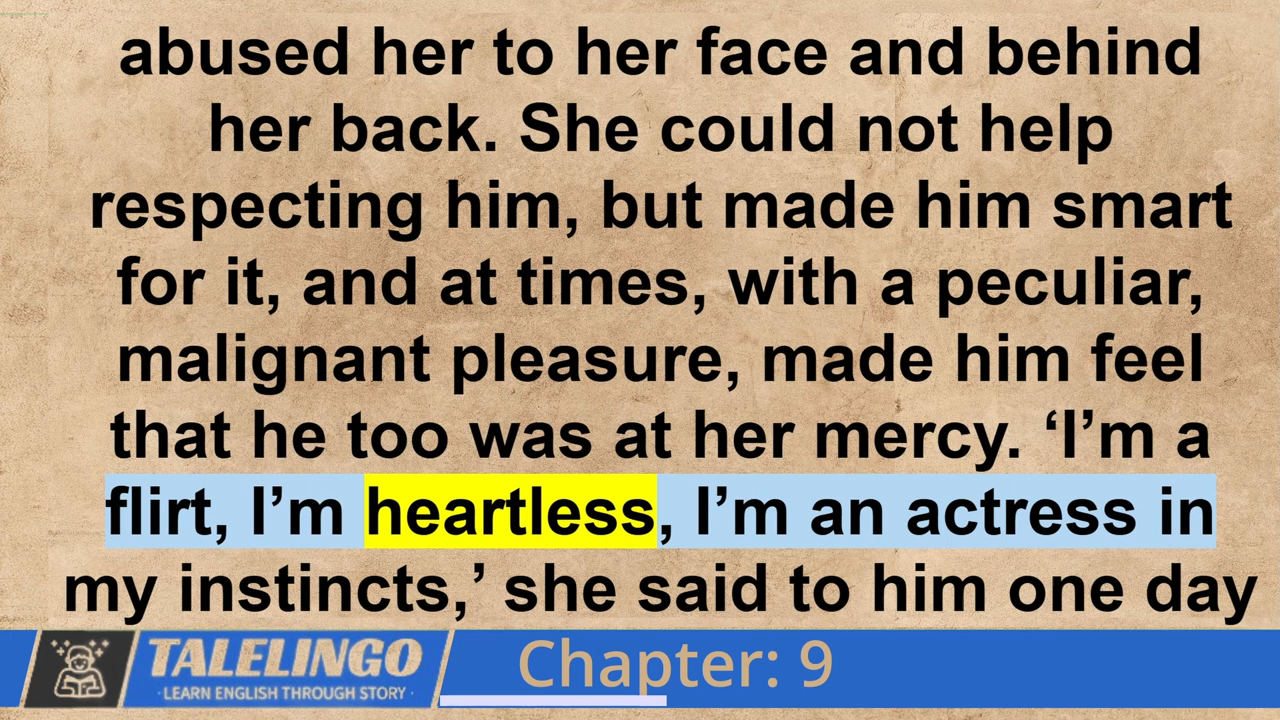 abused her to her face and behind
her back. She could not help
respecting him, but made him smart
for it, and at times, with a peculiar,
malignant pleasure, made him feel
that he too was at her mercy. ‘I’m a
flirt, I’m heartless, I’m an actress in
my instincts,’ she said to him one day
TALELINGO
·LEARN ENGLISH THROUGH STORY·
Chapter: 9